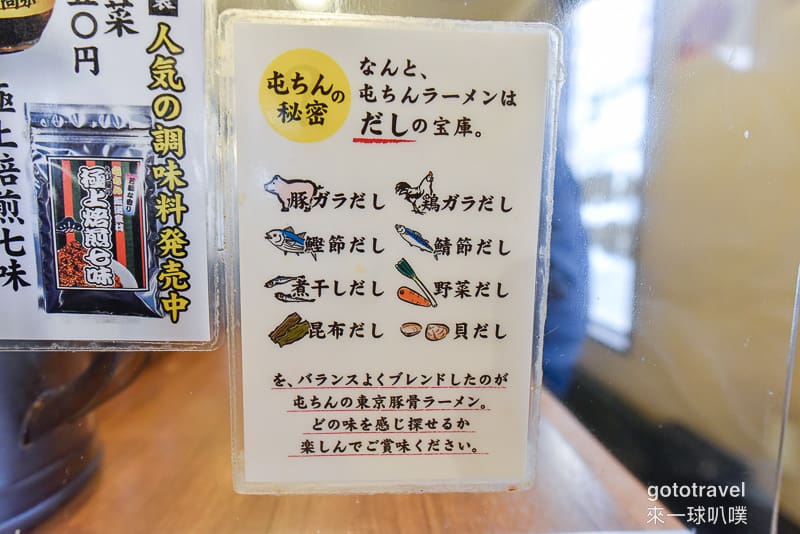 菜
〇円
人気の調味料発売中
極上焙煎七味
極上焙煎七味
屯ちんの
秘密
なんと、
屯ちんラーメンは
だしの宝庫。
豚ガラだし
鶏ガラだし
鰹節だし
鯖節だし
煮干しだし
野菜だし
昆布だし
貝だし
を、バランスよくブレンドしたのが
屯ちんの東京豚骨ラーメン。
どの味を感じ探せるか
楽しんでご賞味ください。
gototravel
來一球叭噗